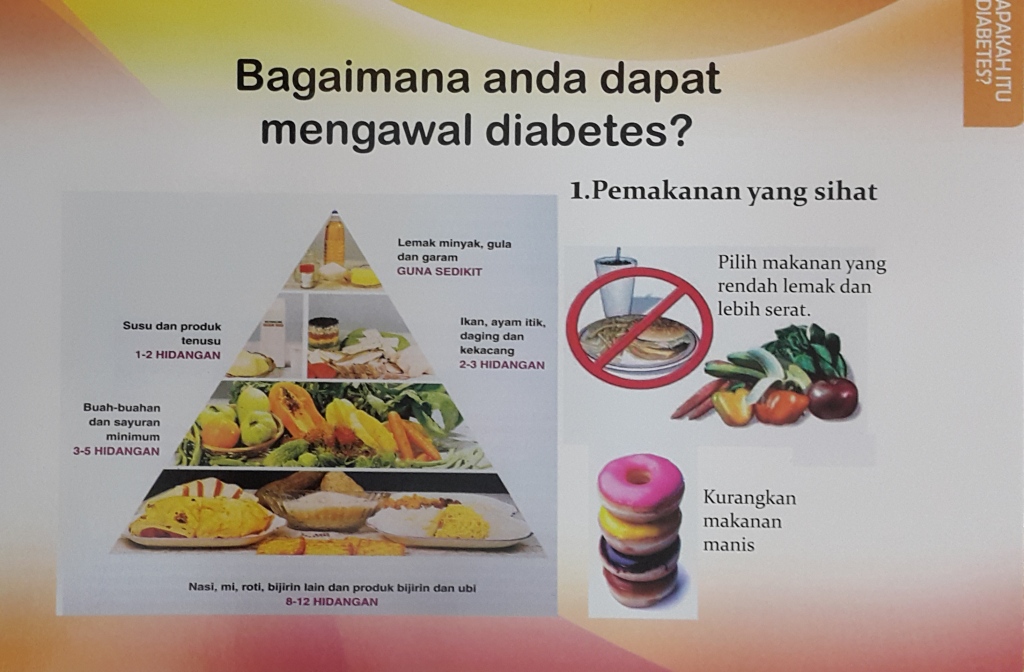 APAKAH ITU
DIABETES?
Bagaimana anda dapat
mengawal diabetes?
1.Pemakanan yang sihat
Lemak minyak, gula
dan garam
GUNA SEDIKIT
Susu dan produk
tenusu
1-2 HIDANGAN
Ikan, ayam itik,
daging dan
kekacang
2-3 HIDANGAN
Buah-buahan
dan sayuran
minimum
3-5 HIDANGAN
Nasi, mi, roti, bijirin lain dan produk bijirin dan ubi
8-12 HIDANGAN
Pilih makanan yang
rendah lemak dan
lebih serat.
Kurangkan
makanan
manis